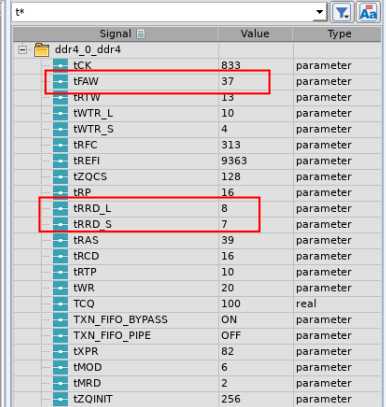 t*
Signal Value Type
ddr4_0_ddr4
tCK 833 parameter
tFAW 37 parameter
tRTW 13 parameter
tWTR_L 10 parameter
tWTR_S 4 parameter
tRFC 313 parameter
tREFI 9363 parameter
tZQCS 128 parameter
tRP 16 parameter
tRRD_L 8 parameter
tRRD_S 7 parameter
tRAS 39 parameter
tRCD 16 parameter
tRTP 10 parameter
tWR 20 parameter
TCQ 100 real
TXN_FIFO_BYPASS ON parameter
TXN_FIFO_PIPE OFF parameter
tXPR 82 parameter
tMOD 6 parameter
tMRD 2 parameter
tZQINIT 256 parameter